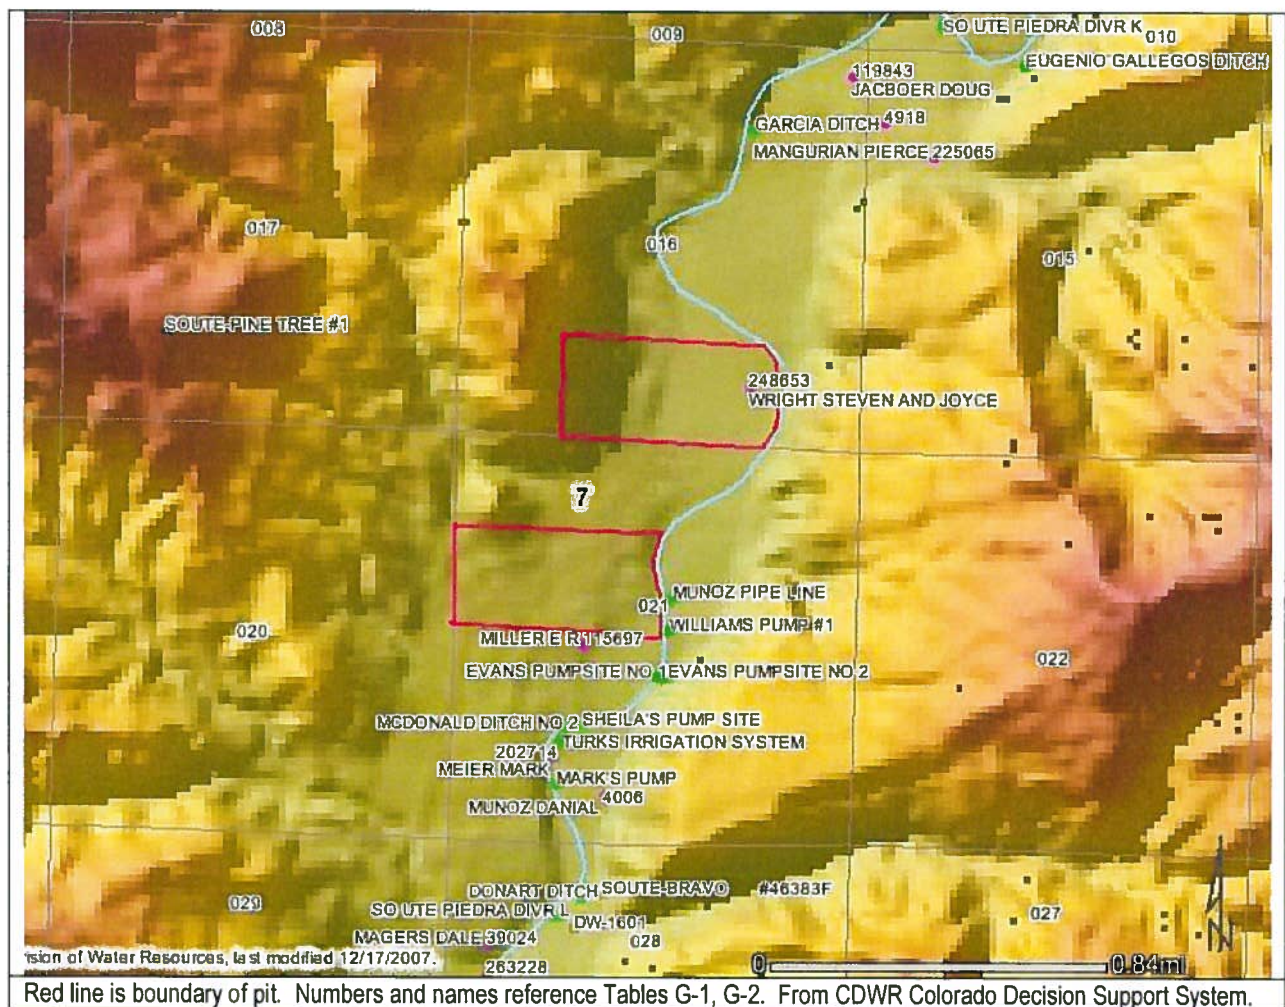 008
009
SO UTE PIEDRA DIVR K
010
EUGENIO GALLEGOS DITCH
119843
JACBOER DOUG
GARCIA DITCH
4918
MANGURIAN PIERCE
225065
017
016
015
SOUTE-PINE TREE #1
248653
WRIGHT STEVEN AND JOYCE
7
MUNOZ PIPE LINE
021
WILLIAMS PUMP #1
020
MILLER E R
115697
022
EVANS PUMPSITE NO 1
EVANS PUMPSITE NO 2
MCDONALD DITCH NO 2
SHEILA'S PUMP SITE
TURKS IRRIGATION SYSTEM
202714
MEIER MARK
MARK'S PUMP
4006
MUNOZ DANIAL
DONART DITCH
SOUTE-BRAVO
#46383F
029
SO UTE PIEDRA DIVR L
DW-1601
027
MAGERS DALE
39024
028
ision of Water Resources, last modified 12/17/2007.
263228
0
0.84mi
N
Red line is boundary of pit. Numbers and names reference Tables G-1, G-2. From CDWR Colorado Decision Support System.